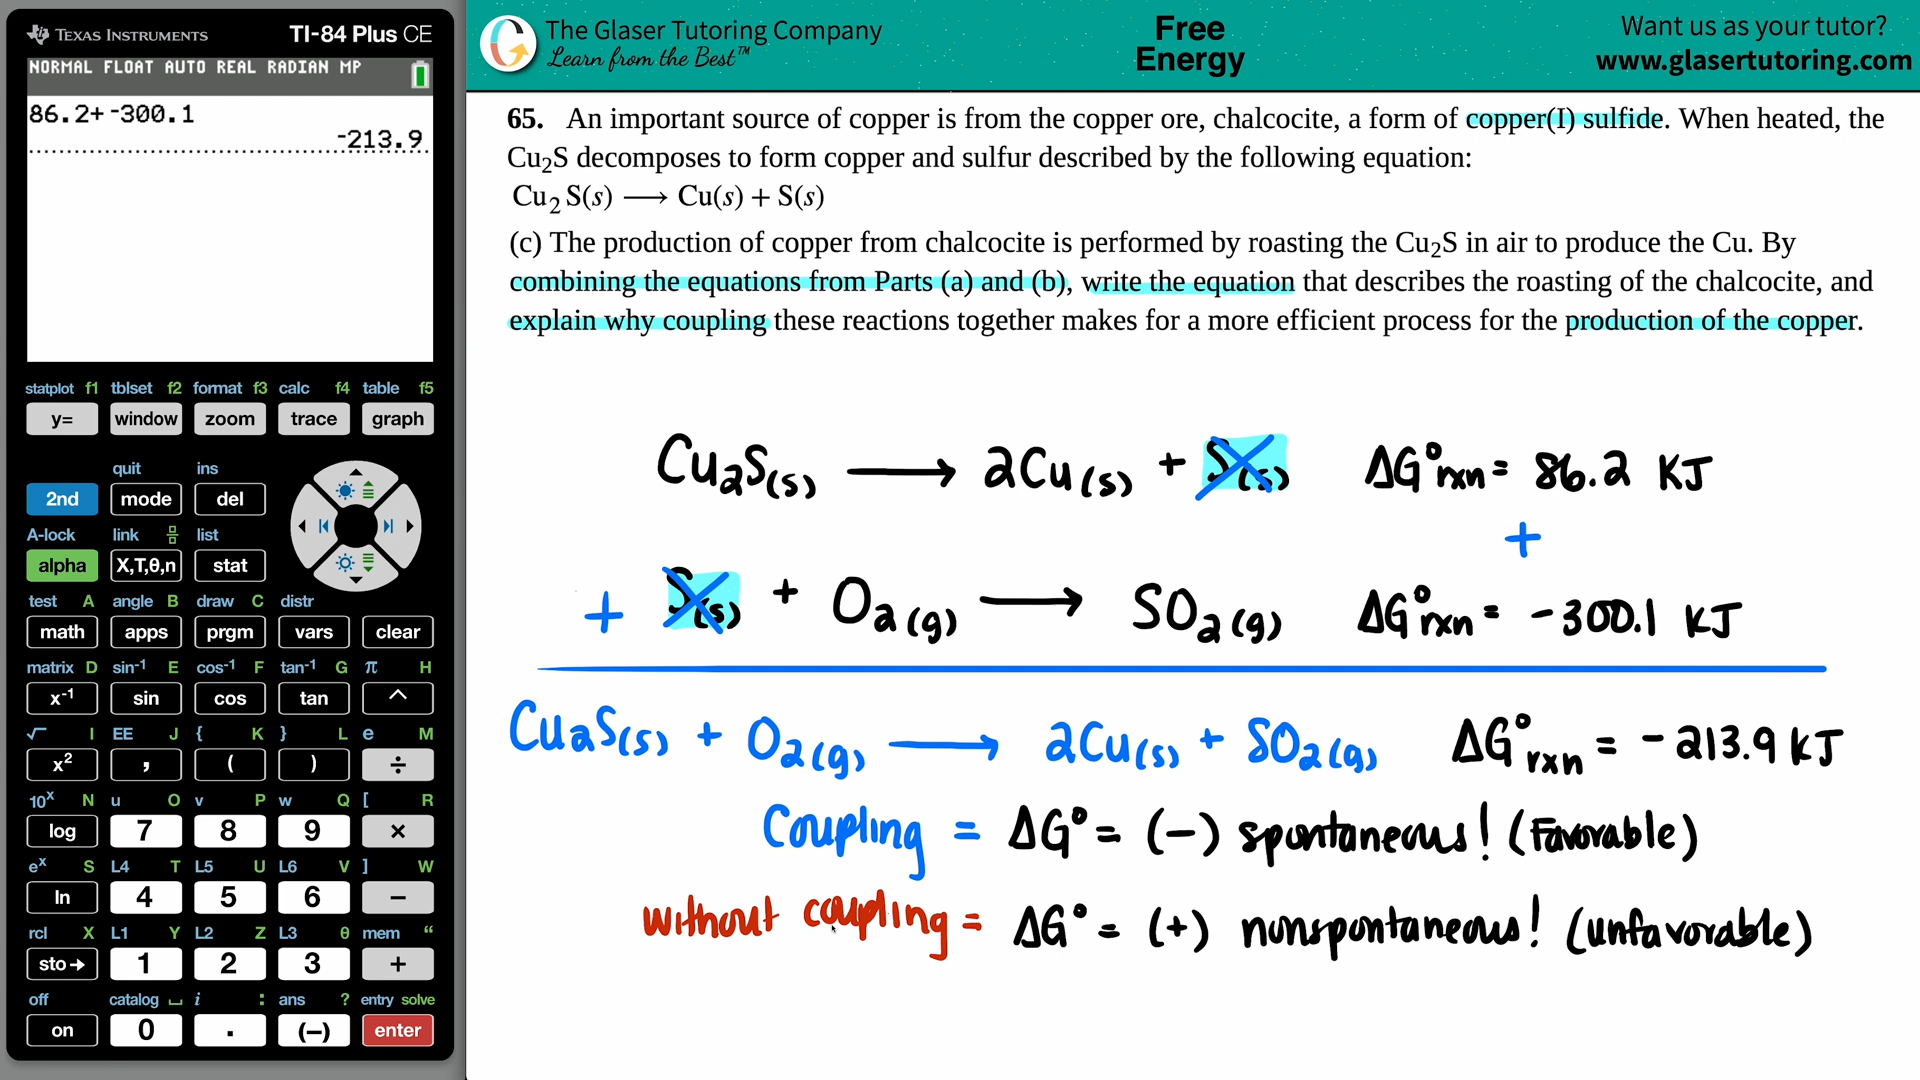 TEXAS INSTRUMENTS TI-84 Plus CE
NORMAL FLOAT AUTO REAL RADIAN MP
86.2+-300.1
-213.9
statplot f1 tblset f2 format f3 calc f4 table f5
y= window zoom trace graph
quit ins
2nd mode del
A-lock link list
alpha X,T,θ,n stat
test A angle B draw C distr
math apps prgm vars clear
matrix D sin-1 E cos-1 F tan-1 G π H
x-1 sin cos tan ^
√ I EE J { K } L e M
x² , ( ) ÷
10x N u O v P w Q [ R
log 7 8 9 ×
ex S L4 T L5 U L6 V ] W
ln 4 5 6 −
rcl X L1 Y L2 Z L3 θ mem “
sto→ 1 2 3 +
off catalog ⎵ i : ans ? entry solve
on 0 . (−) enter
The Glaser Tutoring Company
Learn from the Best™
Free
Energy
Want us as your tutor?
www.glasertutoring.com
65. An important source of copper is from the copper ore, chalcocite, a form of copper(I) sulfide. When heated, the
Cu₂S decomposes to form copper and sulfur described by the following equation:
Cu₂S(s) ⟶ Cu(s) + S(s)
(c) The production of copper from chalcocite is performed by roasting the Cu₂S in air to produce the Cu. By
combining the equations from Parts (a) and (b), write the equation that describes the roasting of the chalcocite, and
explain why coupling these reactions together makes for a more efficient process for the production of the copper.
Cu₂S(s) ⟶ 2Cu(s) + S(s) ΔG°rxn = 86.2 KJ
+
+ S(s) + O₂(g) ⟶ SO₂(g) ΔG°rxn = -300.1 KJ
Cu₂S(s) + O₂(g) ⟶ 2Cu(s) + SO₂(g) ΔG°rxn = -213.9 KJ
Coupling = ΔG° = (-) spontaneous! (Favorable)
without coupling = ΔG° = (+) nonspontaneous! (unfavorable)